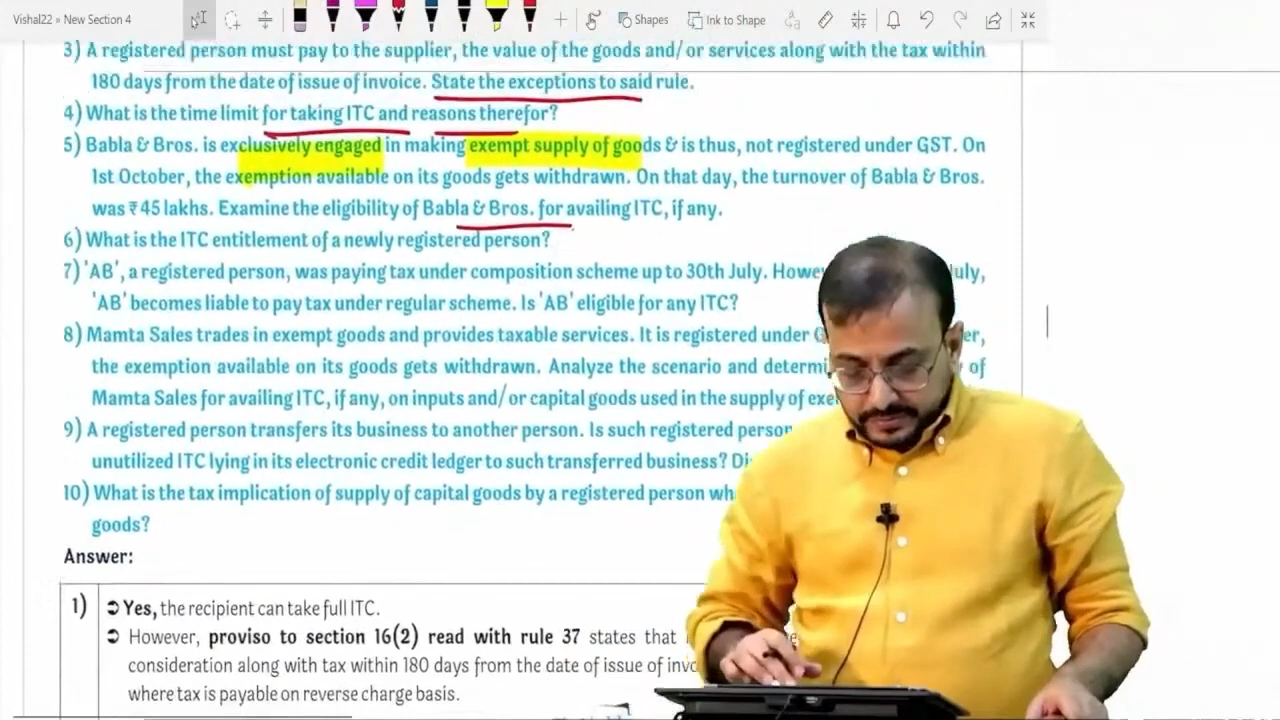 Vishal22 » New Section 4
Shapes
Ink to Shape
3) A registered person must pay to the supplier, the value of the goods and/or services along with the tax within
180 days from the date of issue of invoice. State the exceptions to said rule.
4) What is the time limit for taking ITC and reasons therefor?
5) Babla & Bros. is exclusively engaged in making exempt supply of goods & is thus, not registered under GST. On
1st October, the exemption available on its goods gets withdrawn. On that day, the turnover of Babla & Bros.
was ₹45 lakhs. Examine the eligibility of Babla & Bros. for availing ITC, if any.
6) What is the ITC entitlement of a newly registered person?
7) 'AB', a registered person, was paying tax under composition scheme up to 30th July. Howe uly,
'AB' becomes liable to pay tax under regular scheme. Is 'AB' eligible for any ITC?
8) Mamta Sales trades in exempt goods and provides taxable services. It is registered under G er,
the exemption available on its goods gets withdrawn. Analyze the scenario and determi of
Mamta Sales for availing ITC, if any, on inputs and/or capital goods used in the supply of exe
9) A registered person transfers its business to another person. Is such registered person
unutilized ITC lying in its electronic credit ledger to such transferred business? Di
10) What is the tax implication of supply of capital goods by a registered person wh
goods?
Answer:
1) ➲ Yes, the recipient can take full ITC.
➲ However, proviso to section 16(2) read with rule 37 states that
consideration along with tax within 180 days from the date of issue of invo
where tax is payable on reverse charge basis.